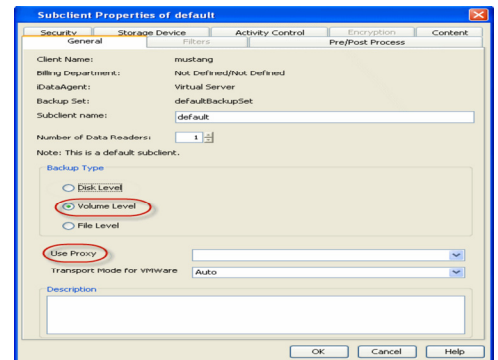 Subclient Properties of default
Security Storage Device Activity Control Encryption Content
General Filters Pre/Post Process
Client Name: mustang
Billing Department: Not Defined/Not Defined
iDataAgent: Virtual Server
Backup Set: defaultBackupSet
Subclient name: default
Number of Data Readers: 1
Note: This is a default subclient.
Backup Type
Disk Level
Volume Level
File Level
Use Proxy
Transport Mode for VMWare Auto
Description
OK Cancel Help